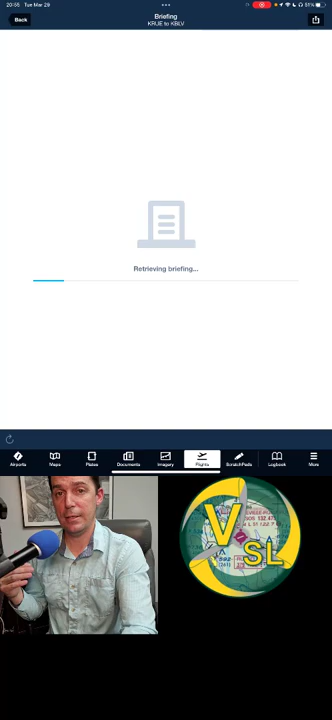 20:55 Tue Mar 29
51%
Back
Briefing
KRUE to KBLV
Retrieving briefing...
Airports
Maps
Plates
Documents
Imagery
Flights
ScratchPads
Logbook
More
VSL